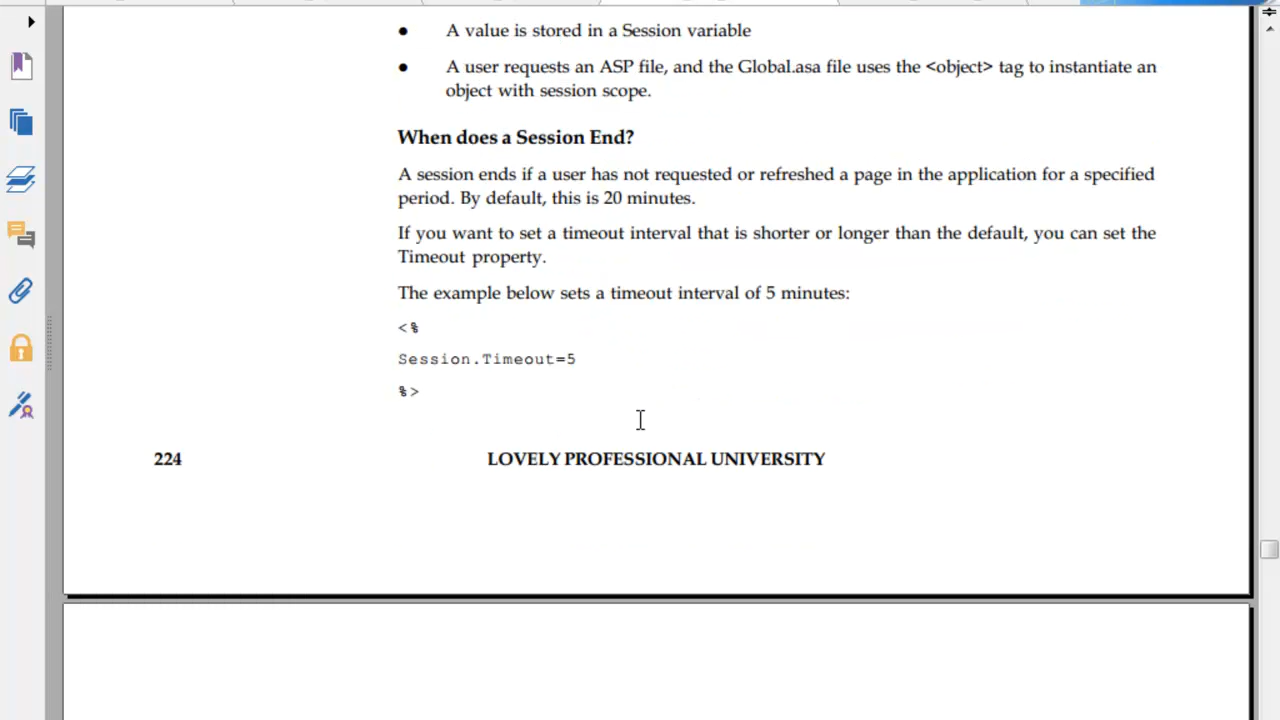 ● A value is stored in a Session variable
● A user requests an ASP file, and the Global.asa file uses the <object> tag to instantiate an
object with session scope.
When does a Session End?
A session ends if a user has not requested or refreshed a page in the application for a specified
period. By default, this is 20 minutes.
If you want to set a timeout interval that is shorter or longer than the default, you can set the
Timeout property.
The example below sets a timeout interval of 5 minutes:
<%
Session.Timeout=5
%>
224 LOVELY PROFESSIONAL UNIVERSITY